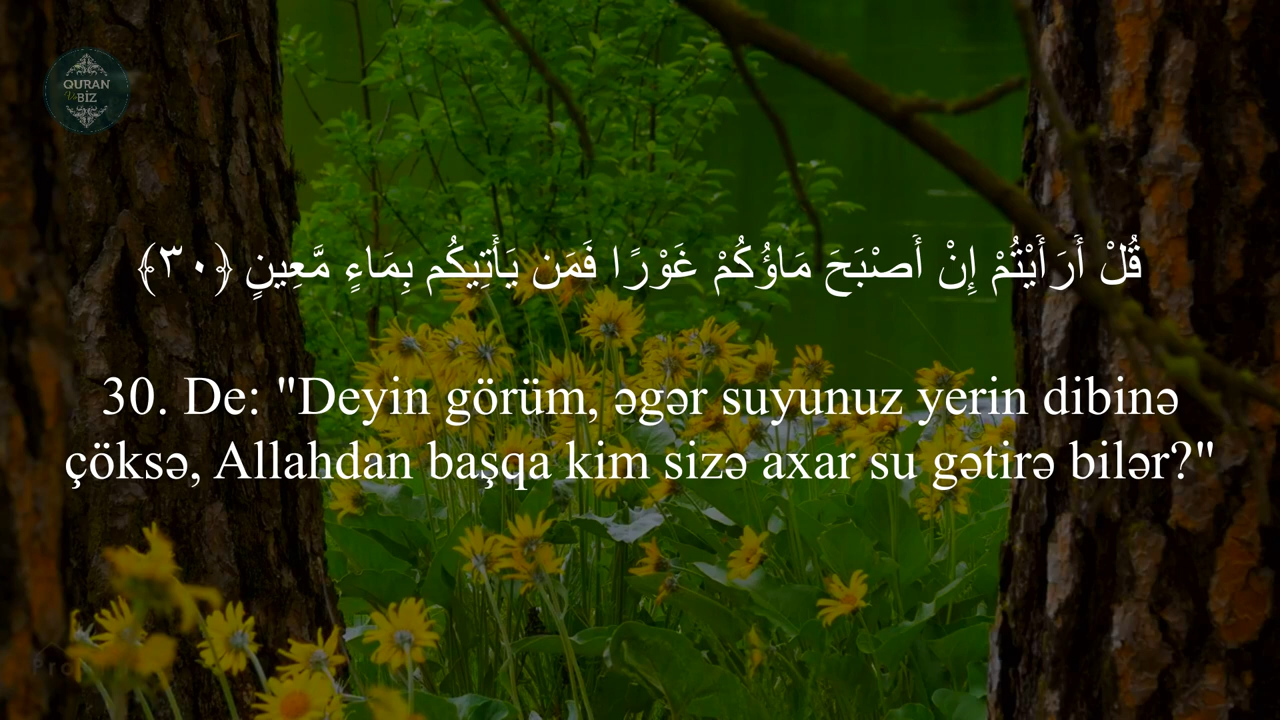 QURAN
Və
BİZ
قُلْ أَرَأَيْتُمْ إِنْ أَصْبَحَ مَاؤُكُمْ غَوْرًا فَمَن يَأْتِيكُم بِمَاءٍ مَّعِينٍ ﴿٣٠﴾
30. De: "Deyin görüm, əgər suyunuz yerin dibinə
çöksə, Allahdan başqa kim sizə axar su gətirə bilər?"